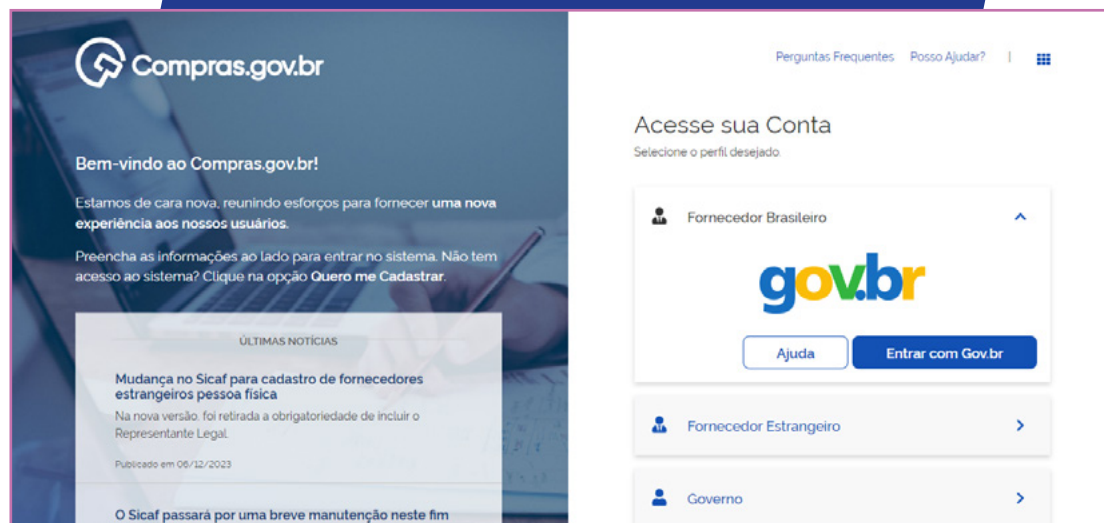 Compras.gov.br
Bem-vindo ao Compras.gov.br!
Estamos de cara nova, reunindo esforços para fornecer uma nova
experiência aos nossos usuários.
Preencha as informações ao lado para entrar no sistema. Não tem
acesso ao sistema? Clique na opção Quero me Cadastrar.
ÚLTIMAS NOTÍCIAS
Mudança no Sicaf para cadastro de fornecedores
estrangeiros pessoa física
Na nova versão, foi retirada a obrigatoriedade de incluir o
Representante Legal.
Publicado em 06/12/2023
O Sicaf passará por uma breve manutenção neste fim
Perguntas Frequentes Posso Ajudar? |
Acesse sua Conta
Selecione o perfil desejado.
Fornecedor Brasileiro
gov.br
Ajuda Entrar com Gov.br
Fornecedor Estrangeiro
Governo